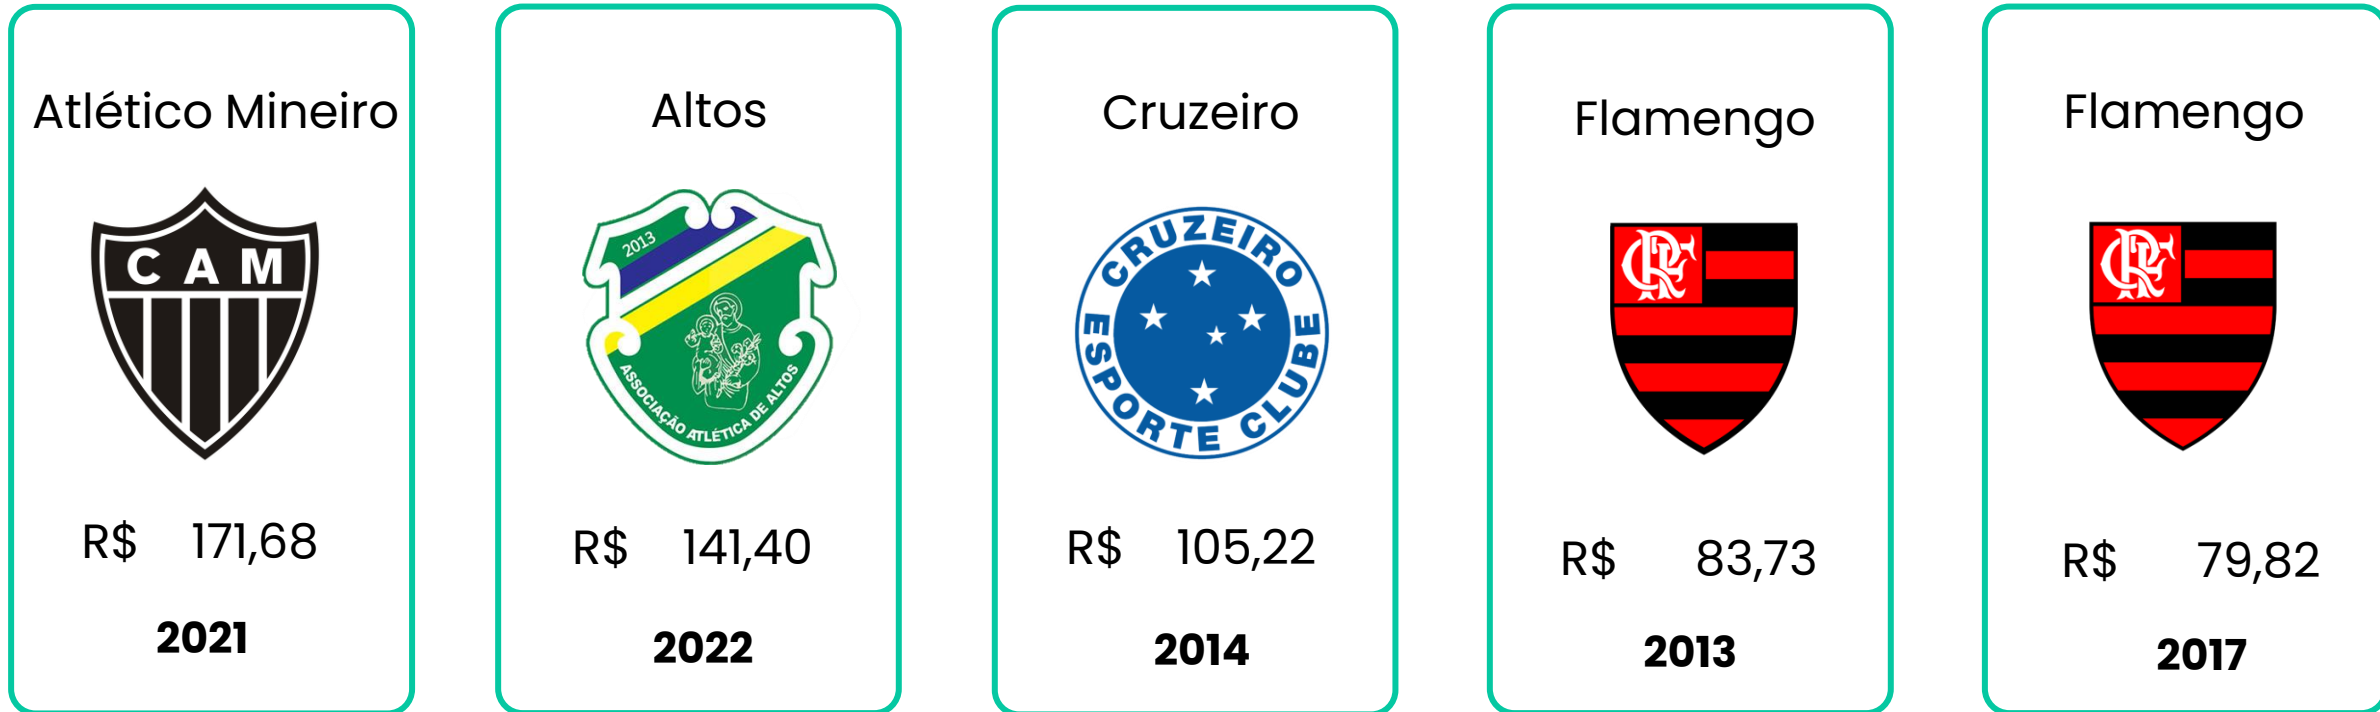 Atlético Mineiro
C A M
R$ 171,68
2021
Altos
2013
ASSOCIAÇÃO ATLÉTICA DE ALTOS
R$ 141,40
2022
Cruzeiro
CRUZEIRO
ESPORTE CLUBE
R$ 105,22
2014
Flamengo
CRF
R$ 83,73
2013
Flamengo
CRF
R$ 79,82
2017